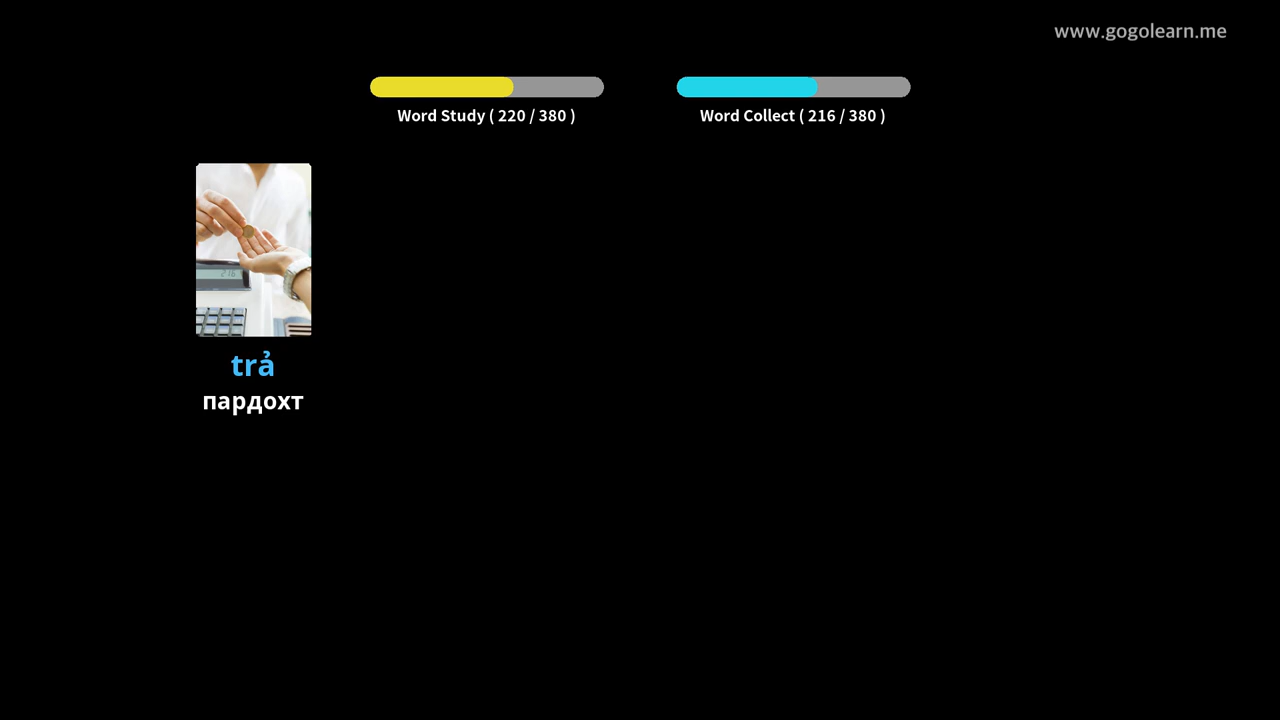 www.gogolearn.me
Word Study ( 220 / 380 )
Word Collect ( 216 / 380 )
trả
пардохт